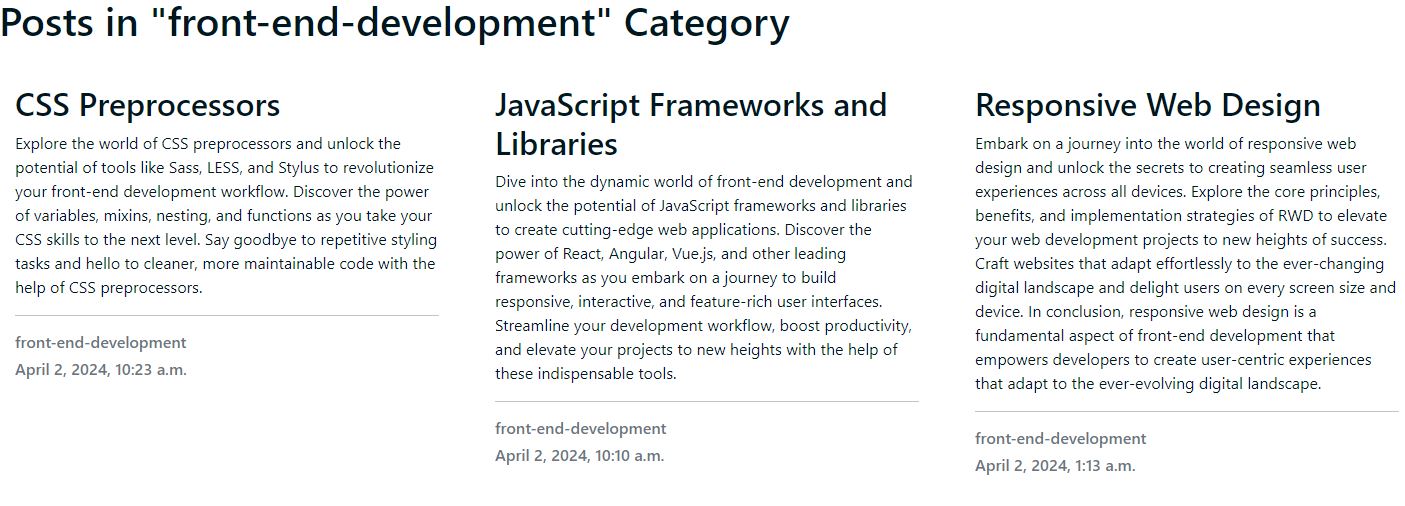 Posts in "front-end-development" Category
CSS Preprocessors
Explore the world of CSS preprocessors and unlock the
potential of tools like Sass, LESS, and Stylus to revolutionize
your front-end development workflow. Discover the power
of variables, mixins, nesting, and functions as you take your
CSS skills to the next level. Say goodbye to repetitive styling
tasks and hello to cleaner, more maintainable code with the
help of CSS preprocessors.
front-end-development
April 2, 2024, 10:23 a.m.
JavaScript Frameworks and
Libraries
Dive into the dynamic world of front-end development and
unlock the potential of JavaScript frameworks and libraries
to create cutting-edge web applications. Discover the
power of React, Angular, Vue.js, and other leading
frameworks as you embark on a journey to build
responsive, interactive, and feature-rich user interfaces.
Streamline your development workflow, boost productivity,
and elevate your projects to new heights with the help of
these indispensable tools.
front-end-development
April 2, 2024, 10:10 a.m.
Responsive Web Design
Embark on a journey into the world of responsive web
design and unlock the secrets to creating seamless user
experiences across all devices. Explore the core principles,
benefits, and implementation strategies of RWD to elevate
your web development projects to new heights of success.
Craft websites that adapt effortlessly to the ever-changing
digital landscape and delight users on every screen size and
device. In conclusion, responsive web design is a
fundamental aspect of front-end development that
empowers developers to create user-centric experiences
that adapt to the ever-evolving digital landscape.
front-end-development
April 2, 2024, 1:13 a.m.